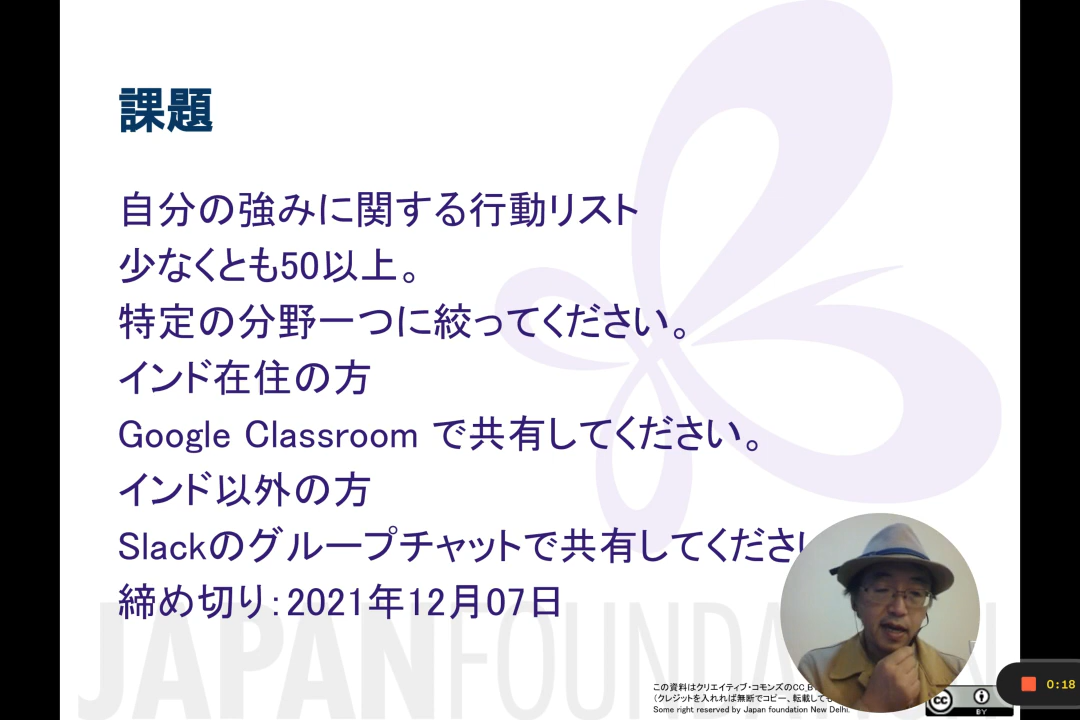 課題
自分の強みに関する行動リスト
少なくとも50以上。
特定の分野一つに絞ってください。
インド在住の方
Google Classroom で共有してください。
インド以外の方
Slackのグループチャットで共有してくださ
締め切り：2021年12月07日
JAPAN FOUNDA N
この資料はクリエイティブ・コモンズのCC B
（クレジットを入れれば無断でコピー、転載しても
Some right reserved by Japan foundation New Delhi.
cc BY
0:18